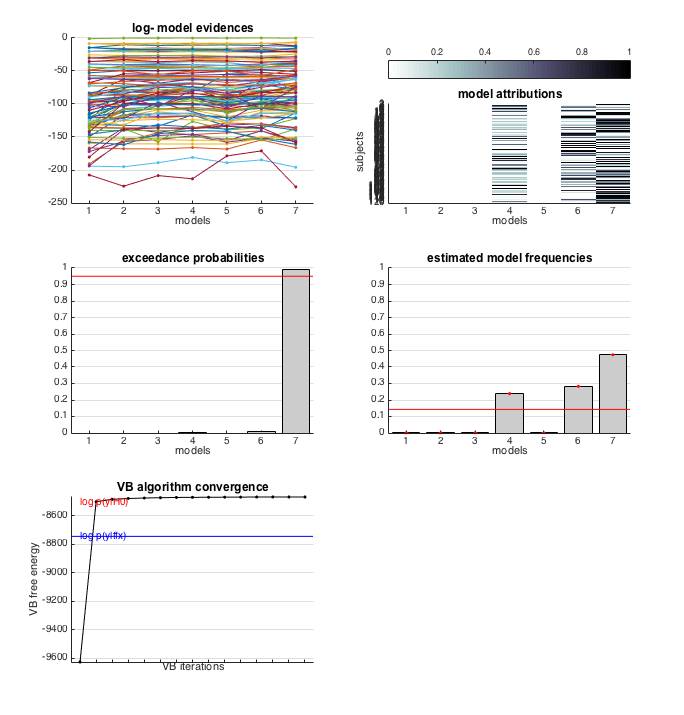 log- model evidences
0
-50
-100
-150
-200
-250
1 2 3 4 5 6 7
models
0 0.2 0.4 0.6 0.8 1
model attributions
subjects
1 2 3 4 5 6 7
models
exceedance probabilities
1
0.9
0.8
0.7
0.6
0.5
0.4
0.3
0.2
0.1
0
1 2 3 4 5 6 7
models
estimated model frequencies
1
0.9
0.8
0.7
0.6
0.5
0.4
0.3
0.2
0.1
0
1 2 3 4 5 6 7
models
VB algorithm convergence
log p(y|H0)
log p(y|ffx)
-8600
-8800
-9000
-9200
-9400
-9600
VB free energy
VB iterations